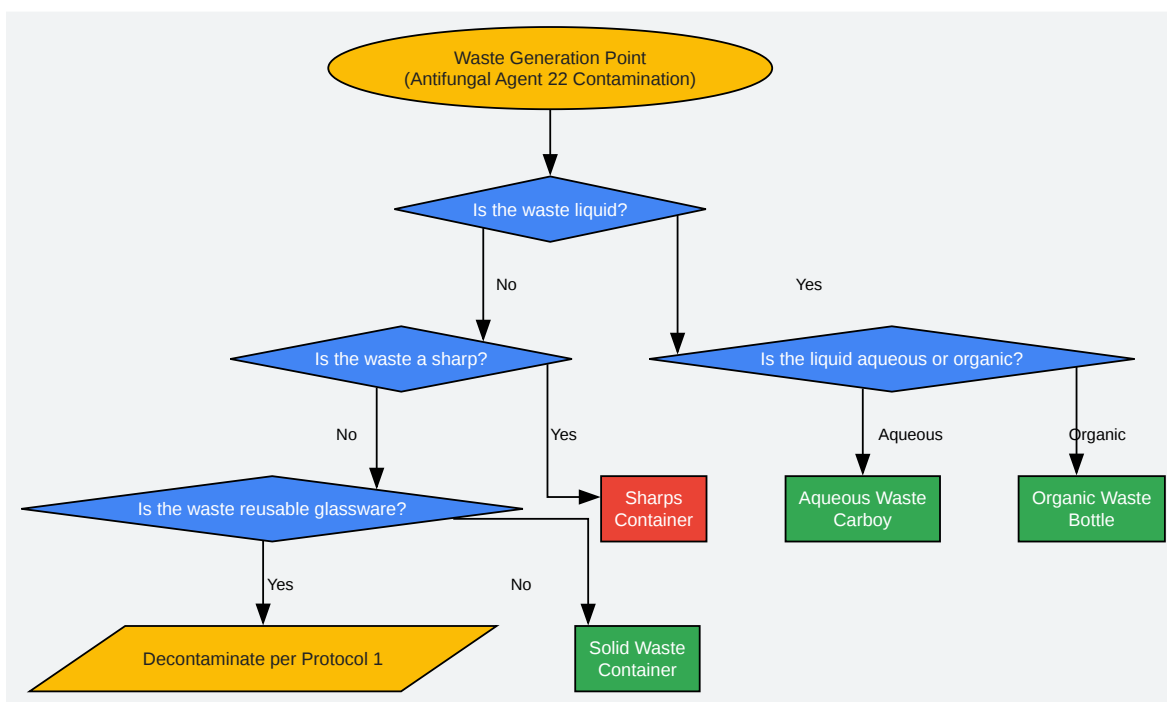 Waste Generation Point
(Antifungal Agent 22 Contamination)
Is the waste liquid?
No
Yes
Is the waste a sharp?
Is the liquid aqueous or organic?
No
Yes
Aqueous
Organic
Is the waste reusable glassware?
Sharps
Container
Aqueous Waste
Carboy
Organic Waste
Bottle
Yes
No
Decontaminate per Protocol 1
Solid Waste
Container